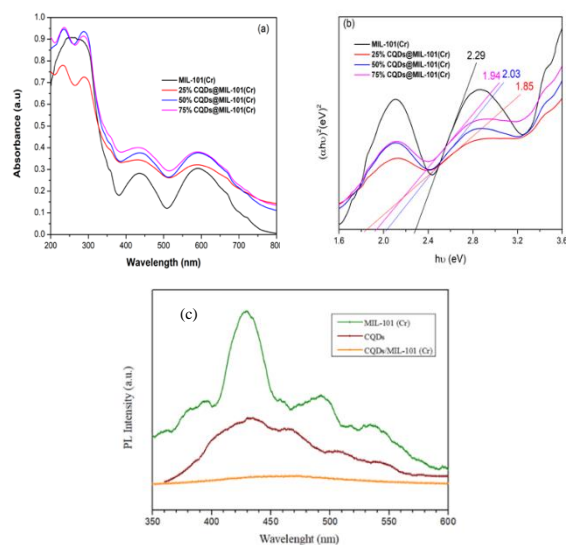 (a)
MIL-101(Cr)
25% CQDs@MIL-101(Cr)
50% CQDs@MIL-101(Cr)
75% CQDs@MIL-101(Cr)
1.0
0.9
0.8
0.7
0.6
0.5
0.4
0.3
0.2
0.1
0.0
200 300 400 500 600 700 800
Absorbance (a.u)
Wavelength (nm)
(b)
MIL-101(Cr)
25% CQDs@MIL-101(Cr)
50% CQDs@MIL-101(Cr)
75% CQDs@MIL-101(Cr)
2.29
1.94
2.03
1.85
(αhυ)²(eV)²
1.6 2.0 2.4 2.8 3.2 3.6
hυ (eV)
(c)
MIL-101 (Cr)
CQDs
CQDs/MIL-101 (Cr)
PL Intensity (a.u.)
350 400 450 500 550 600
Wavelenght (nm)